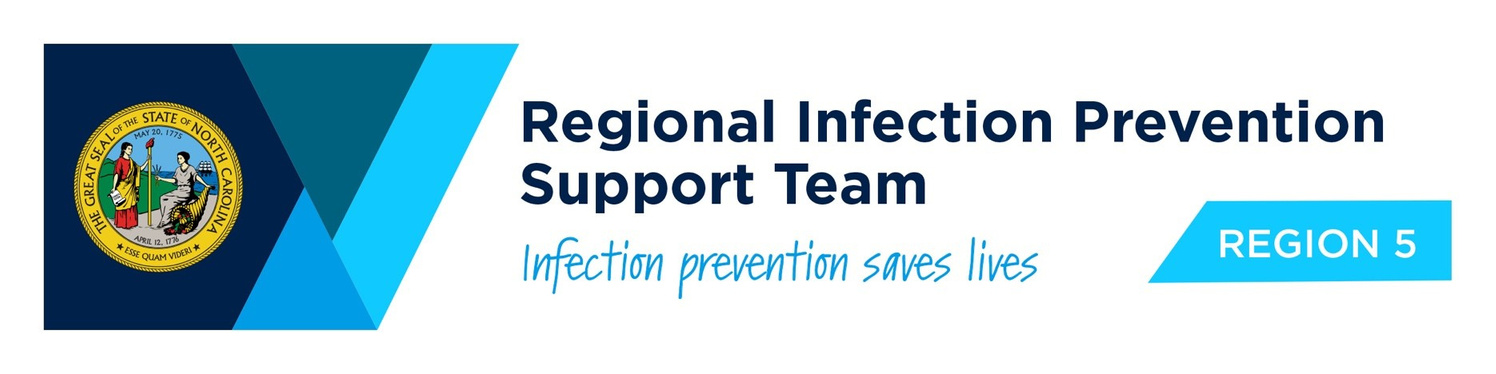 THE GREAT SEAL OF THE STATE OF NORTH CAROLINA
MAY 20, 1775
APRIL 12, 1776
★ ESSE QUAM VIDERI ★
Regional Infection Prevention
Support Team
Infection prevention saves lives
REGION 5